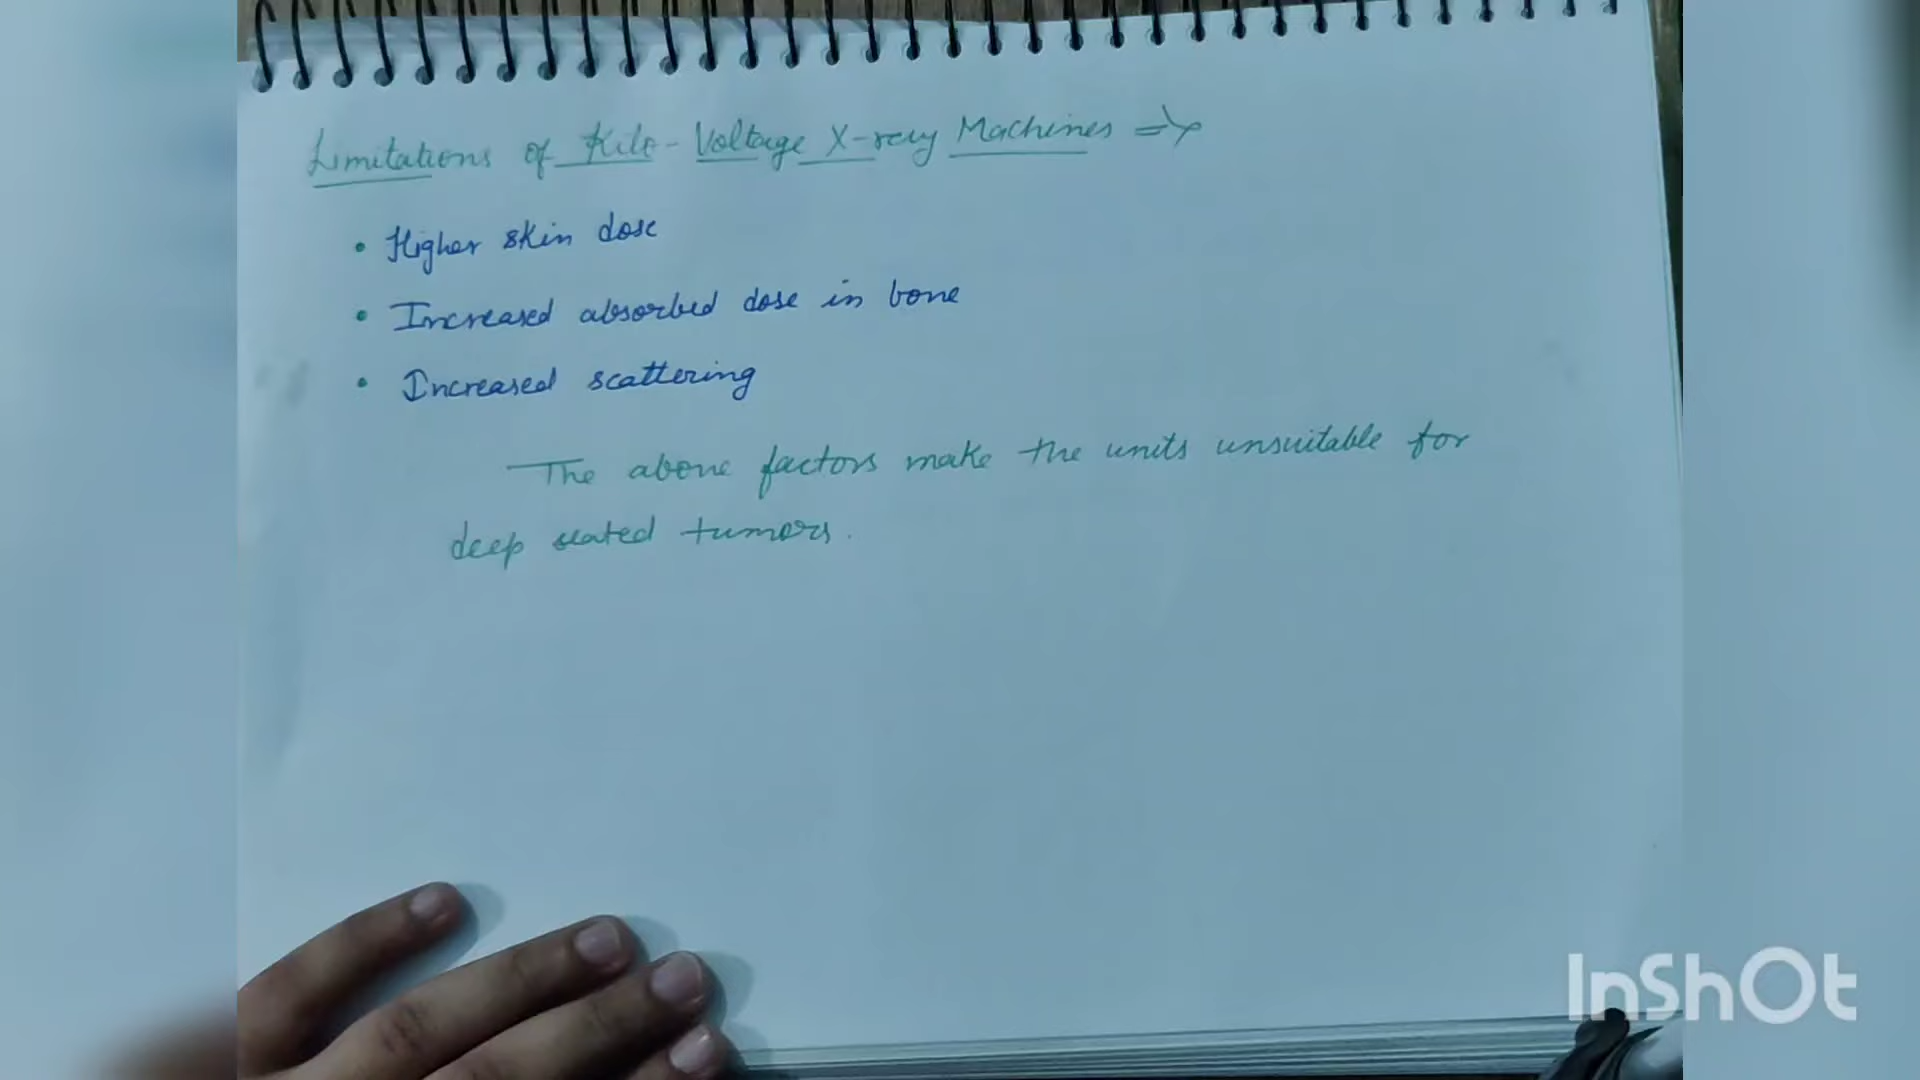 Limitations of Kilo-Voltage X-ray Machines =>
• Higher skin dose
• Increased absorbed dose in bone
• Increased scattering
The above factors make the units unsuitable for
deep seated tumors.
InShOt